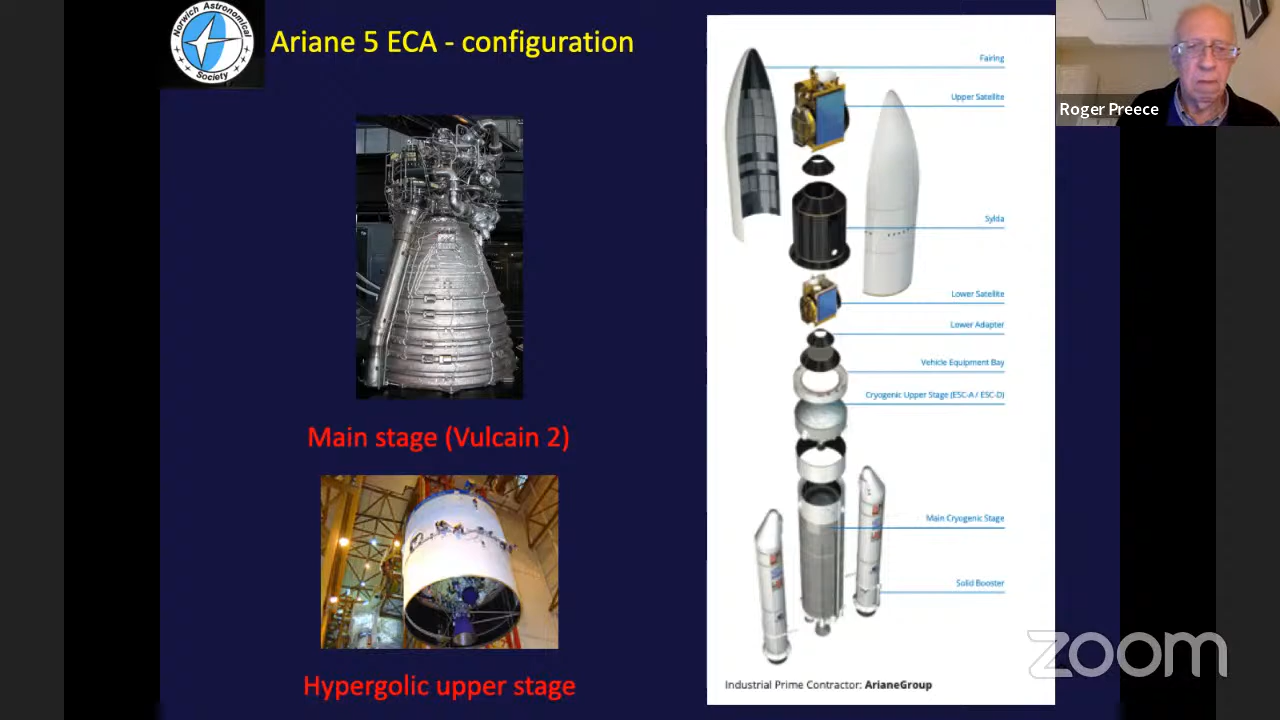 Norwich Astronomical
Society
Ariane 5 ECA - configuration
Main stage (Vulcain 2)
Hypergolic upper stage
Fairing
Upper Satellite
Sylda
Lower Satellite
Lower Adapter
Vehicle Equipment Bay
Cryogenic Upper Stage (ESC-A / ESC-D)
Main Cryogenic Stage
Solid Booster
Industrial Prime Contractor: ArianeGroup
Roger Preece
zoom